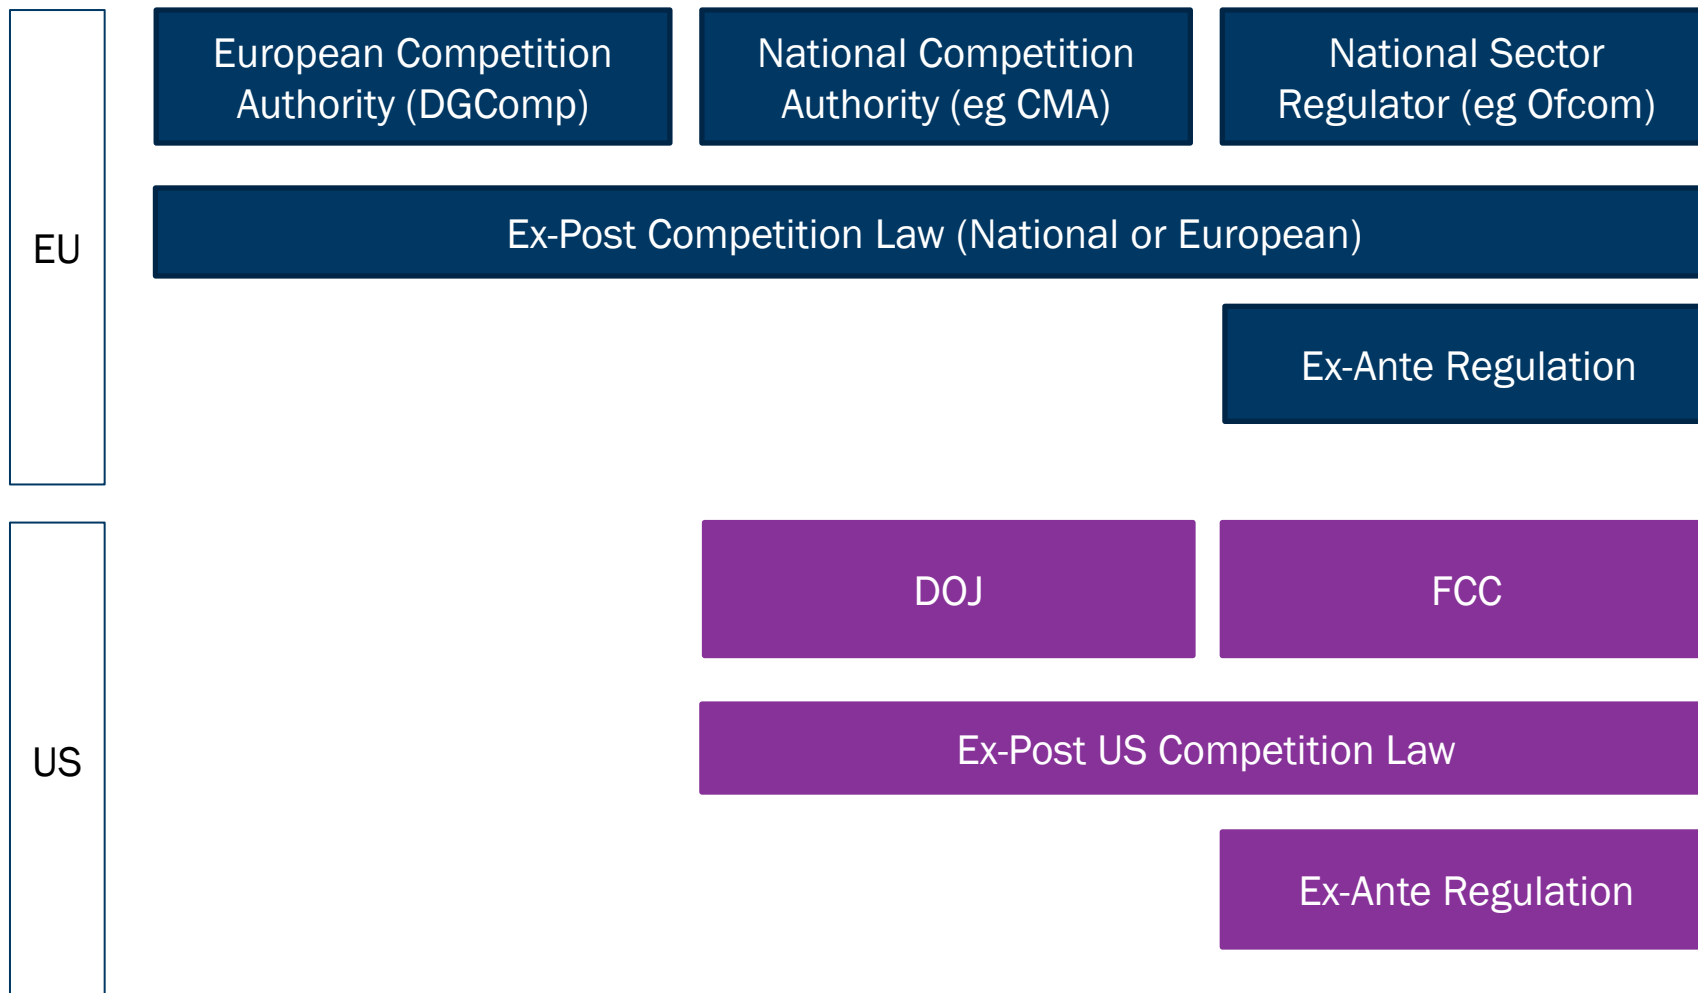 European Competition
Authority (DGComp)
National Competition
Authority (eg CMA)
National Sector
Regulator (eg Ofcom)
EU
Ex-Post Competition Law (National or European)
Ex-Ante Regulation
US
DOJ
FCC
Ex-Post US Competition Law
Ex-Ante Regulation